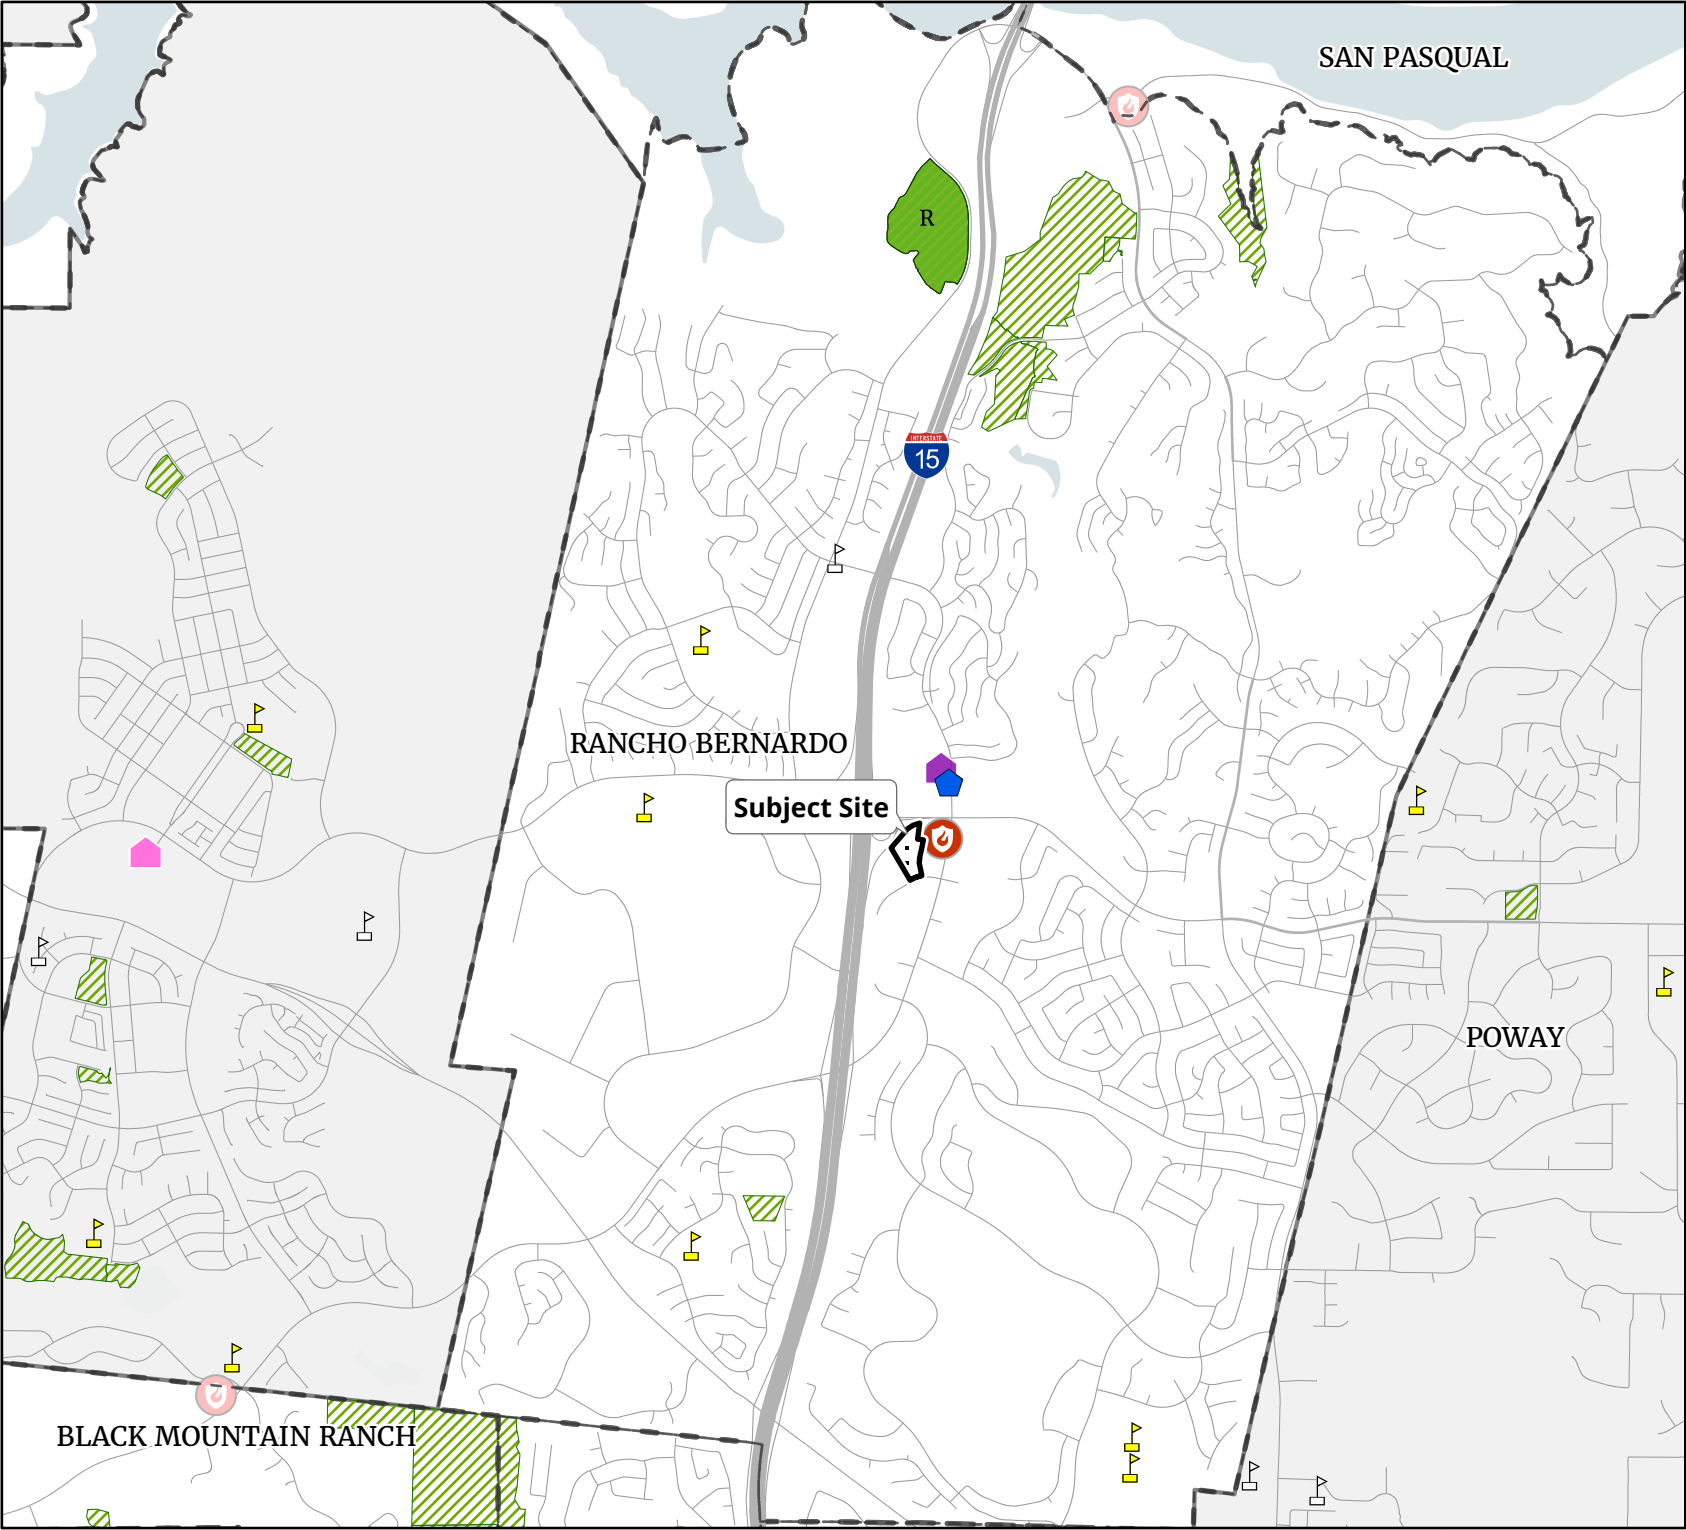 SAN PASQUAL
R
INTERSTATE
15
RANCHO BERNARDO
Subject Site
POWAY
BLACK MOUNTAIN RANCH